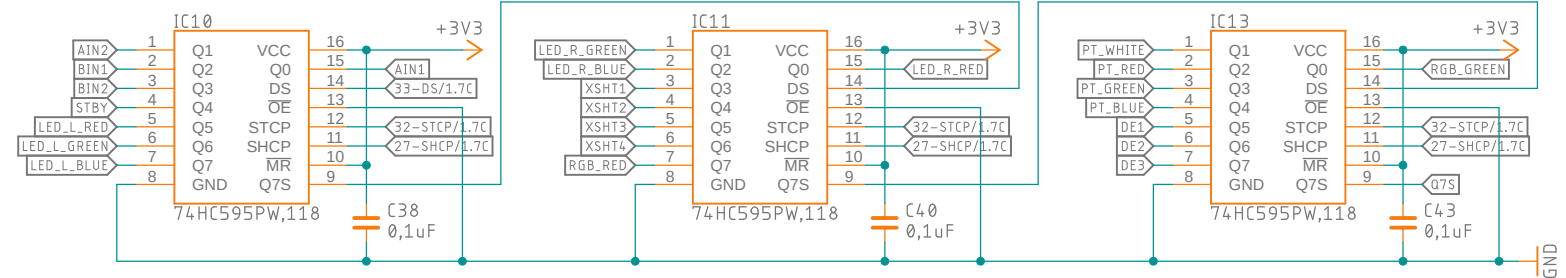 IC10
+3V3
AIN2 1 Q1 VCC 16
BIN1 2 Q2 Q0 15 AIN1
BIN2 3 Q3 DS 14 33-DS/1.7C
STBY 4 Q4 OE 13
LED_L_RED 5 Q5 STCP 12 32-STCP/1.7C
LED_L_GREEN 6 Q6 SHCP 11 27-SHCP/1.7C
LED_L_BLUE 7 Q7 MR 10
8 GND Q7S 9
74HC595PW,118
C38
0,1uF
IC11
+3V3
LED_R_GREEN 1 Q1 VCC 16
LED_R_BLUE 2 Q2 Q0 15 LED_R_RED
XSHT1 3 Q3 DS 14
XSHT2 4 Q4 OE 13
XSHT3 5 Q5 STCP 12 32-STCP/1.7C
XSHT4 6 Q6 SHCP 11 27-SHCP/1.7C
RGB_RED 7 Q7 MR 10
8 GND Q7S 9
74HC595PW,118
C40
0,1uF
IC13
+3V3
PT_WHITE 1 Q1 VCC 16
PT_RED 2 Q2 Q0 15 RGB_GREEN
PT_GREEN 3 Q3 DS 14
PT_BLUE 4 Q4 OE 13
DE1 5 Q5 STCP 12 32-STCP/1.7C
DE2 6 Q6 SHCP 11 27-SHCP/1.7C
DE3 7 Q7 MR 10
8 GND Q7S 9 Q7S
74HC595PW,118
C43
0,1uF
GND